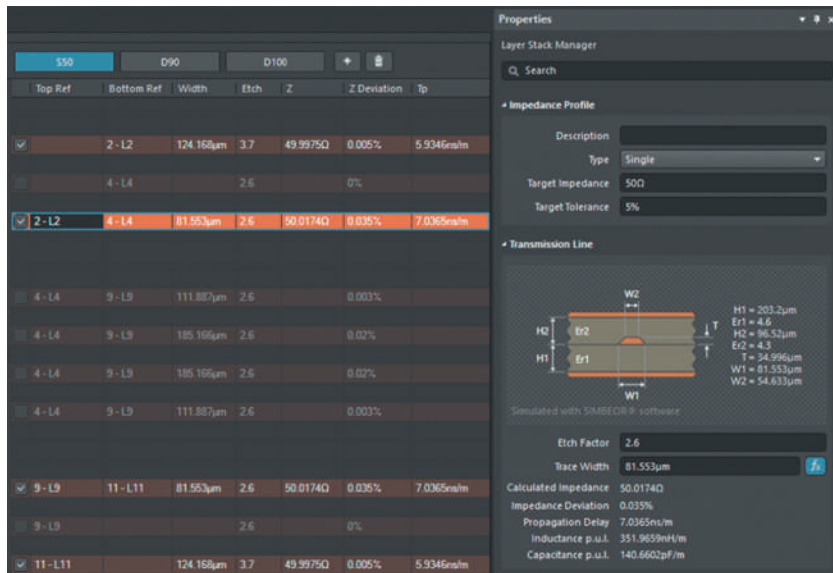 S50 D90 D100 +
Top Ref Bottom Ref Width Etch Z Z Deviation Tp
2 - L2 124.168µm 3.7 49.9975Ω 0.005% 5.9346ns/m
4 - L4 2.6 0%
2 - L2 4 - L4 81.553µm 2.6 50.0174Ω 0.035% 7.0365ns/m
4 - L4 9 - L9 111.887µm 2.6 0.003%
4 - L4 9 - L9 185.166µm 2.6 0.02%
4 - L4 9 - L9 185.166µm 2.6 0.02%
4 - L4 9 - L9 111.887µm 2.6 0.003%
9 - L9 11 - L11 81.553µm 2.6 50.0174Ω 0.035% 7.0365ns/m
9 - L9 2.6 0%
11 - L11 124.168µm 3.7 49.9975Ω 0.005% 5.9346ns/m
Properties
Layer Stack Manager
Search
Impedance Profile
Description
Type Single
Target Impedance 50Ω
Target Tolerance 5%
Transmission Line
W2
H2 Er2 T
H1 Er1
W1
H1 = 203.2µm
Er1 = 4.6
H2 = 96.52µm
Er2 = 4.3
T = 34.996µm
W1 = 81.553µm
W2 = 54.633µm
Simulated with SIMBEOR® software
Etch Factor 2.6
Trace Width 81.553µm fx
Calculated Impedance 50.0174Ω
Impedance Deviation 0.035%
Propagation Delay 7.0365ns/m
Inductance p.u.l. 351.9659nH/m
Capacitance p.u.l. 140.6602pF/m